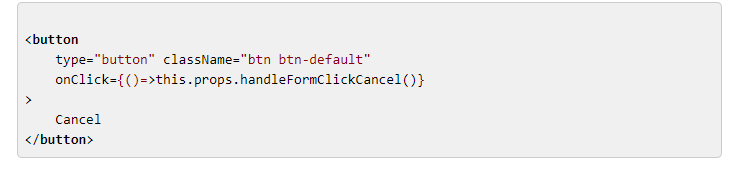 <button
    type="button" className="btn btn-default"
    onClick={()=>this.props.handleFormClickCancel()}
>
    Cancel
</button>